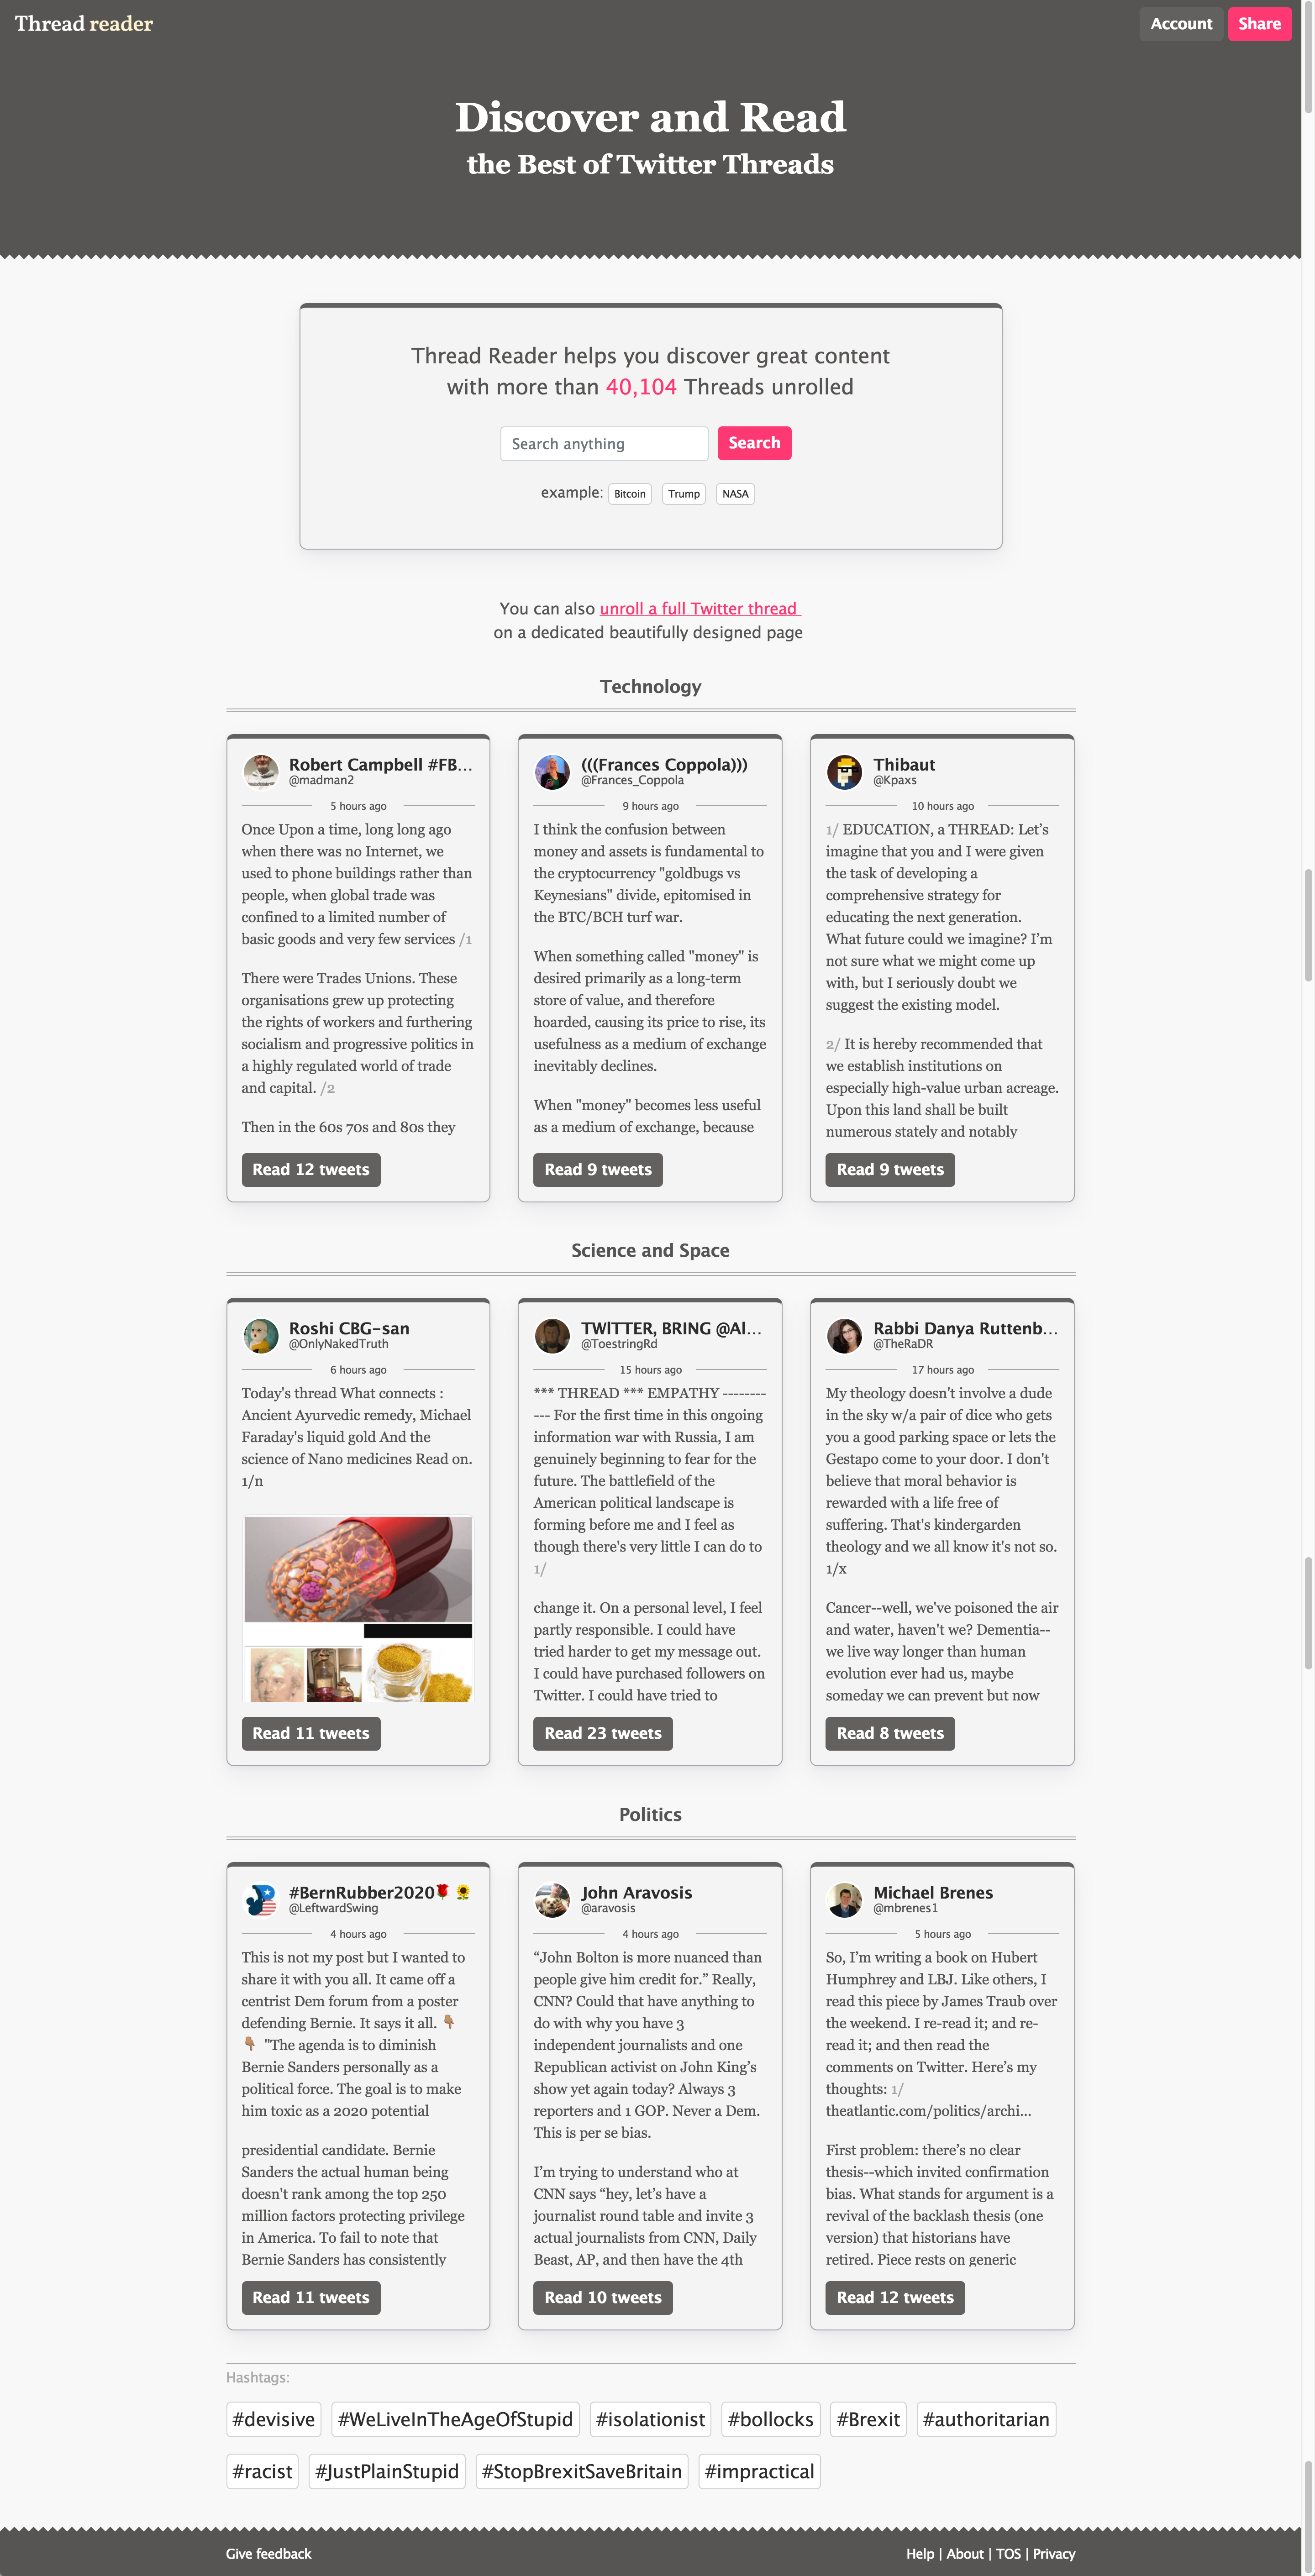 Thread reader
Account
Share
Discover and Read
the Best of Twitter Threads
Thread Reader helps you discover great content
with more than 40,104 Threads unrolled
Search anything
Search
example: Bitcoin Trump NASA
You can also unroll a full Twitter thread
on a dedicated beautifully designed page
Technology
Robert Campbell #FB...
@madman2
5 hours ago
Once Upon a time, long long ago
when there was no Internet, we
used to phone buildings rather than
people, when global trade was
confined to a limited number of
basic goods and very few services /1
There were Trades Unions. These
organisations grew up protecting
the rights of workers and furthering
socialism and progressive politics in
a highly regulated world of trade
and capital. /2
Then in the 60s 70s and 80s they
Read 12 tweets
(((Frances Coppola)))
@Frances_Coppola
9 hours ago
I think the confusion between
money and assets is fundamental to
the cryptocurrency "goldbugs vs
Keynesians" divide, epitomised in
the BTC/BCH turf war.
When something called "money" is
desired primarily as a long-term
store of value, and therefore
hoarded, causing its price to rise, its
usefulness as a medium of exchange
inevitably declines.
When "money" becomes less useful
as a medium of exchange, because
Read 9 tweets
Thibaut
@Kpaxs
10 hours ago
1/ EDUCATION, a THREAD: Let’s
imagine that you and I were given
the task of developing a
comprehensive strategy for
educating the next generation.
What future could we imagine? I’m
not sure what we might come up
with, but I seriously doubt we
suggest the existing model.
2/ It is hereby recommended that
we establish institutions on
especially high-value urban acreage.
Upon this land shall be built
numerous stately and notably
Read 9 tweets
Science and Space
Roshi CBG-san
@OnlyNakedTruth
6 hours ago
Today's thread What connects :
Ancient Ayurvedic remedy, Michael
Faraday's liquid gold And the
science of Nano medicines Read on.
1/n
Read 11 tweets
TWITTER, BRING @Al...
@ToestringRd
15 hours ago
*** THREAD *** EMPATHY --------
--- For the first time in this ongoing
information war with Russia, I am
genuinely beginning to fear for the
future. The battlefield of the
American political landscape is
forming before me and I feel as
though there's very little I can do to
1/
change it. On a personal level, I feel
partly responsible. I could have
tried harder to get my message out.
I could have purchased followers on
Twitter. I could have tried to
Read 23 tweets
Rabbi Danya Ruttenb...
@TheRaDR
17 hours ago
My theology doesn't involve a dude
in the sky w/a pair of dice who gets
you a good parking space or lets the
Gestapo come to your door. I don't
believe that moral behavior is
rewarded with a life free of
suffering. That's kindergarden
theology and we all know it's not so.
1/x
Cancer--well, we've poisoned the air
and water, haven't we? Dementia--
we live way longer than human
evolution ever had us, maybe
someday we can prevent but now
Read 8 tweets
Politics
#BernRubber2020🌹 🌻
@LeftwardSwing
4 hours ago
This is not my post but I wanted to
share it with you all. It came off a
centrist Dem forum from a poster
defending Bernie. It says it all. 👇🏽
👇🏽 "The agenda is to diminish
Bernie Sanders personally as a
political force. The goal is to make
him toxic as a 2020 potential
presidential candidate. Bernie
Sanders the actual human being
doesn't rank among the top 250
million factors protecting privilege
in America. To fail to note that
Bernie Sanders has consistently
Read 11 tweets
John Aravosis
@aravosis
4 hours ago
“John Bolton is more nuanced than
people give him credit for.” Really,
CNN? Could that have anything to
do with why you have 3
independent journalists and one
Republican activist on John King’s
show yet again today? Always 3
reporters and 1 GOP. Never a Dem.
This is per se bias.
I’m trying to understand who at
CNN says “hey, let’s have a
journalist round table and invite 3
actual journalists from CNN, Daily
Beast, AP, and then have the 4th
Read 10 tweets
Michael Brenes
@mbrenes1
5 hours ago
So, I’m writing a book on Hubert
Humphrey and LBJ. Like others, I
read this piece by James Traub over
the weekend. I re-read it; and re-
read it; and then read the
comments on Twitter. Here’s my
thoughts: 1/
theatlantic.com/politics/archi...
First problem: there’s no clear
thesis--which invited confirmation
bias. What stands for argument is a
revival of the backlash thesis (one
version) that historians have
retired. Piece rests on generic
Read 12 tweets
Hashtags:
#devisive #WeLiveInTheAgeOfStupid #isolationist #bollocks #Brexit #authoritarian
#racist #JustPlainStupid #StopBrexitSaveBritain #impractical
Give feedback
Help | About | TOS | Privacy